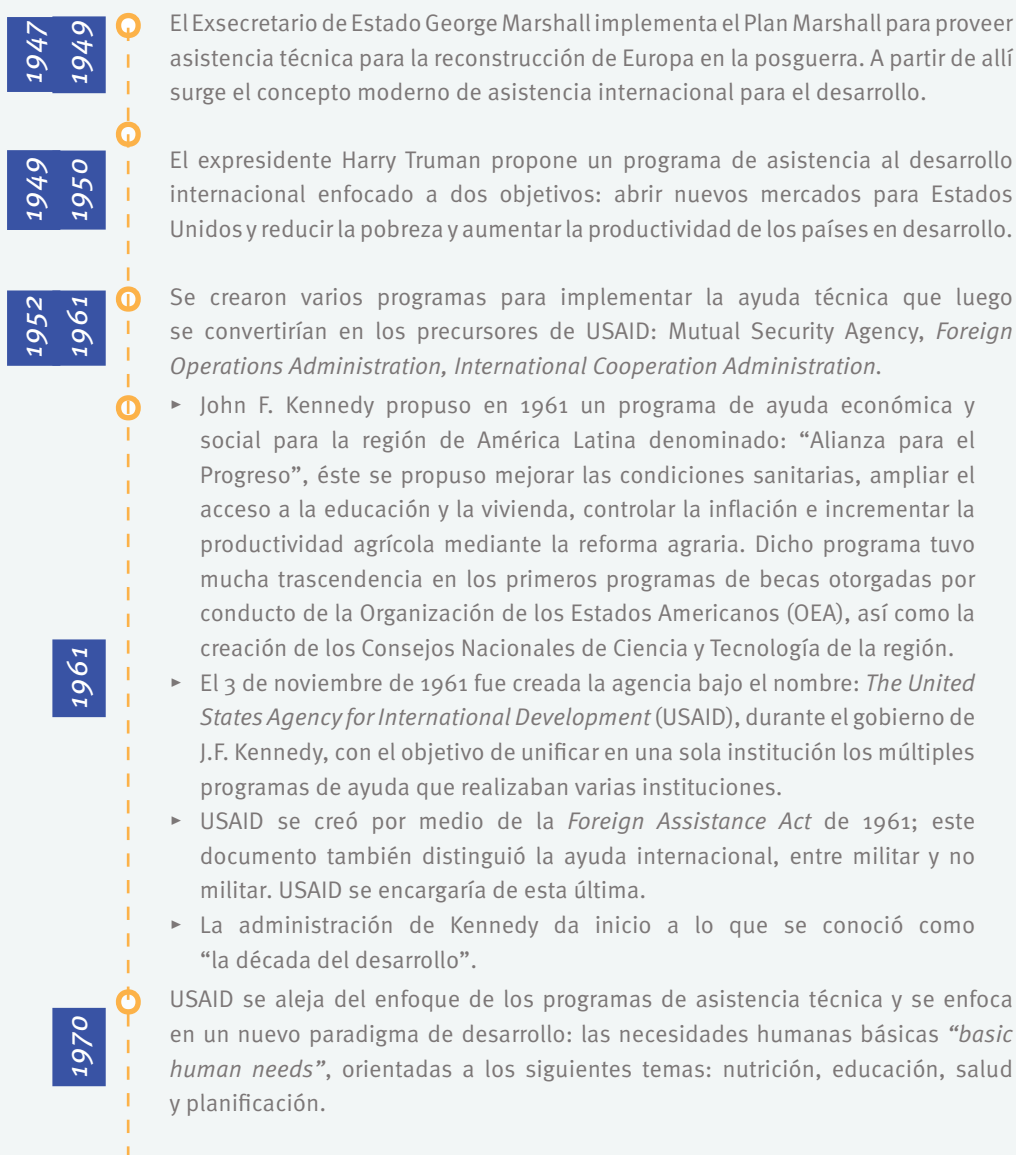 1947
1949
El Exsecretario de Estado George Marshall implementa el Plan Marshall para proveer
asistencia técnica para la reconstrucción de Europa en la posguerra. A partir de allí
surge el concepto moderno de asistencia internacional para el desarrollo.
1949
1950
El expresidente Harry Truman propone un programa de asistencia al desarrollo
internacional enfocado a dos objetivos: abrir nuevos mercados para Estados
Unidos y reducir la pobreza y aumentar la productividad de los países en desarrollo.
1952
1961
Se crearon varios programas para implementar la ayuda técnica que luego
se convertirían en los precursores de USAID: Mutual Security Agency, Foreign
Operations Administration, International Cooperation Administration.
1961
► John F. Kennedy propuso en 1961 un programa de ayuda económica y
social para la región de América Latina denominado: “Alianza para el
Progreso”, éste se propuso mejorar las condiciones sanitarias, ampliar el
acceso a la educación y la vivienda, controlar la inflación e incrementar la
productividad agrícola mediante la reforma agraria. Dicho programa tuvo
mucha trascendencia en los primeros programas de becas otorgadas por
conducto de la Organización de los Estados Americanos (OEA), así como la
creación de los Consejos Nacionales de Ciencia y Tecnología de la región.
► El 3 de noviembre de 1961 fue creada la agencia bajo el nombre: The United
States Agency for International Development (USAID), durante el gobierno de
J.F. Kennedy, con el objetivo de unificar en una sola institución los múltiples
programas de ayuda que realizaban varias instituciones.
► USAID se creó por medio de la Foreign Assistance Act de 1961; este
documento también distinguió la ayuda internacional, entre militar y no
militar. USAID se encargaría de esta última.
► La administración de Kennedy da inicio a lo que se conoció como
“la década del desarrollo”.
1970
USAID se aleja del enfoque de los programas de asistencia técnica y se enfoca
en un nuevo paradigma de desarrollo: las necesidades humanas básicas “basic
human needs”, orientadas a los siguientes temas: nutrición, educación, salud
y planificación.